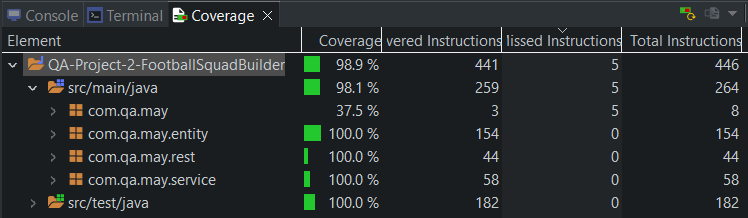 Console Terminal Coverage
Element Coverage vered Instructions lissed Instructions Total Instructions
QA-Project-2-FootballSquadBuilder 98.9 % 441 5 446
src/main/java 98.1 % 259 5 264
com.qa.may 37.5 % 3 5 8
com.qa.may.entity 100.0 % 154 0 154
com.qa.may.rest 100.0 % 44 0 44
com.qa.may.service 100.0 % 58 0 58
src/test/java 100.0 % 182 0 182